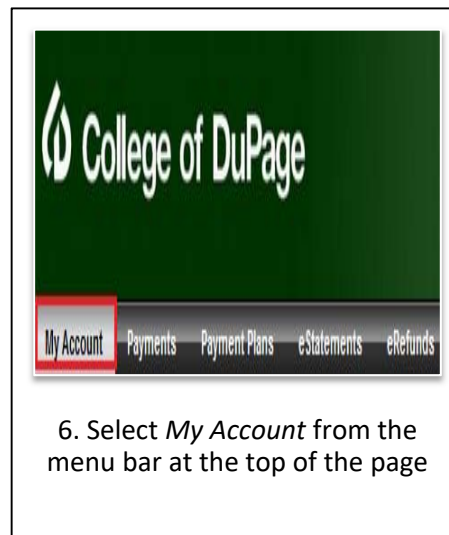 College of DuPage
My Account Payments Payment Plans eStatements eRefunds
6. Select My Account from the
menu bar at the top of the page